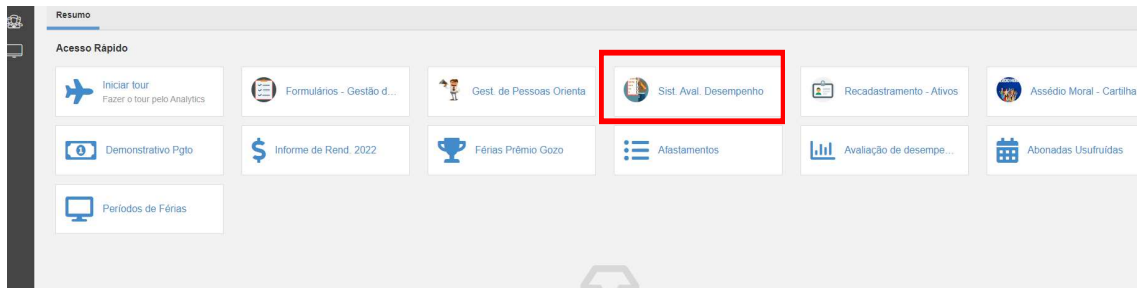 Resumo
Acesso Rápido
Iniciar tour
Fazer o tour pelo Analytics
Formulários - Gestão d...
Gest. de Pessoas Orienta
Sist. Aval. Desempenho
Recadastramento - Ativos
Assédio Moral - Cartilha
Demonstrativo Pgto
Informe de Rend. 2022
Férias Prêmio Gozo
Afastamentos
Avaliação de desempe...
Abonadas Usufruídas
Períodos de Férias